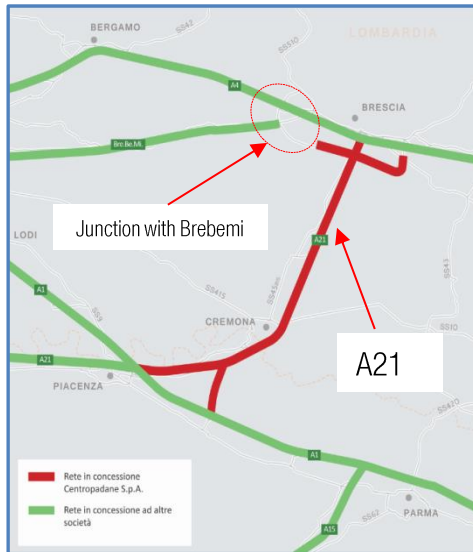 BERGAMO
SS42
SS510
LOMBARDIA
A4
BRESCIA
Bre.Be.Mi.
Junction with Brebemi
LODI
A21
SS45bis
SS415
A1
SS9
CREMONA
SS10
A21
A21
PIACENZA
SS420
A1
Rete in concessione
Centropadane S.p.A.
Rete in concessione ad altre
società
PARMA
SS62
A15